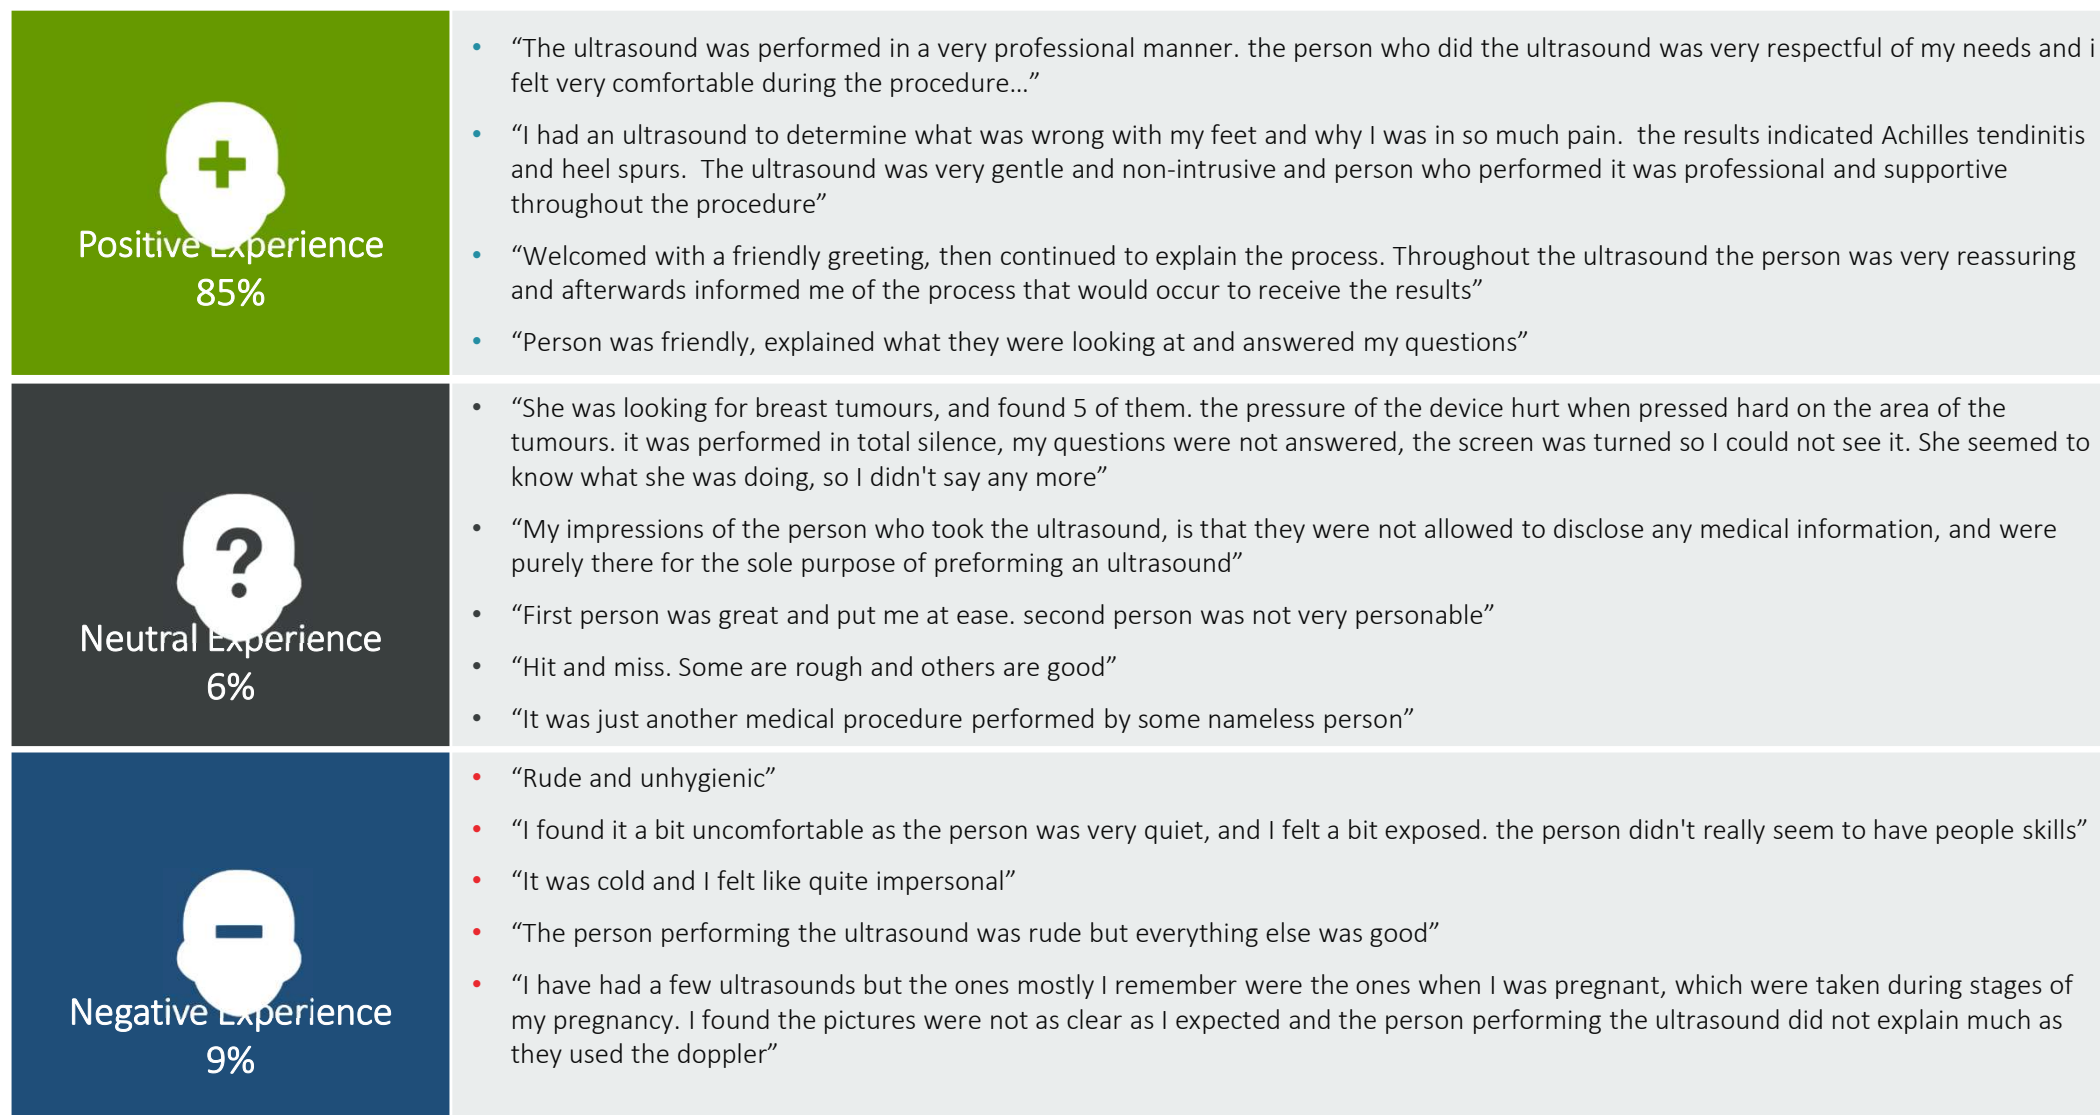 Positive Experience
85%
• “The ultrasound was performed in a very professional manner. the person who did the ultrasound was very respectful of my needs and i
felt very comfortable during the procedure…”
• “I had an ultrasound to determine what was wrong with my feet and why I was in so much pain.  the results indicated Achilles tendinitis
and heel spurs.  The ultrasound was very gentle and non-intrusive and person who performed it was professional and supportive
throughout the procedure”
• “Welcomed with a friendly greeting, then continued to explain the process. Throughout the ultrasound the person was very reassuring
and afterwards informed me of the process that would occur to receive the results”
• “Person was friendly, explained what they were looking at and answered my questions”
Neutral Experience
6%
• “She was looking for breast tumours, and found 5 of them. the pressure of the device hurt when pressed hard on the area of the
tumours. it was performed in total silence, my questions were not answered, the screen was turned so I could not see it. She seemed to
know what she was doing, so I didn't say any more”
• “My impressions of the person who took the ultrasound, is that they were not allowed to disclose any medical information, and were
purely there for the sole purpose of preforming an ultrasound”
• “First person was great and put me at ease. second person was not very personable”
• “Hit and miss. Some are rough and others are good”
• “It was just another medical procedure performed by some nameless person”
Negative Experience
9%
• “Rude and unhygienic”
• “I found it a bit uncomfortable as the person was very quiet, and I felt a bit exposed. the person didn't really seem to have people skills”
• “It was cold and I felt like quite impersonal”
• “The person performing the ultrasound was rude but everything else was good”
• “I have had a few ultrasounds but the ones mostly I remember were the ones when I was pregnant, which were taken during stages of
my pregnancy. I found the pictures were not as clear as I expected and the person performing the ultrasound did not explain much as
they used the doppler”